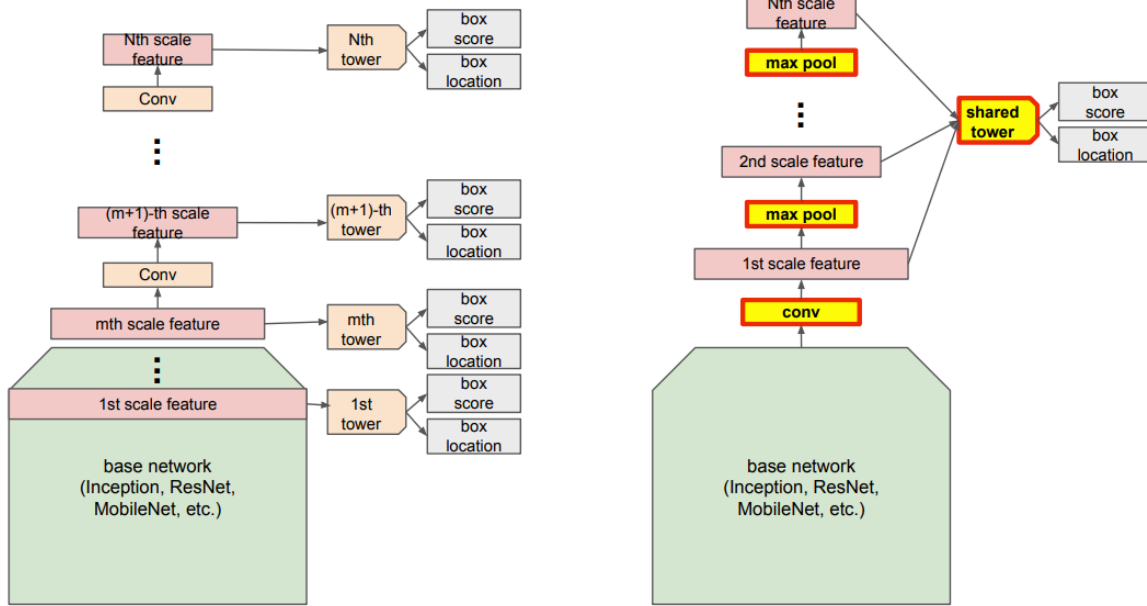 Nth scale
feature
Nth
tower
box
score
box
location
Conv
(m+1)-th scale
feature
(m+1)-th
tower
box
score
box
location
Conv
mth scale feature
mth
tower
box
score
box
location
1st scale feature
1st
tower
box
score
box
location
base network
(Inception, ResNet,
MobileNet, etc.)
Nth scale
feature
max pool
shared
tower
box
score
box
location
2nd scale feature
max pool
1st scale feature
conv
base network
(Inception, ResNet,
MobileNet, etc.)